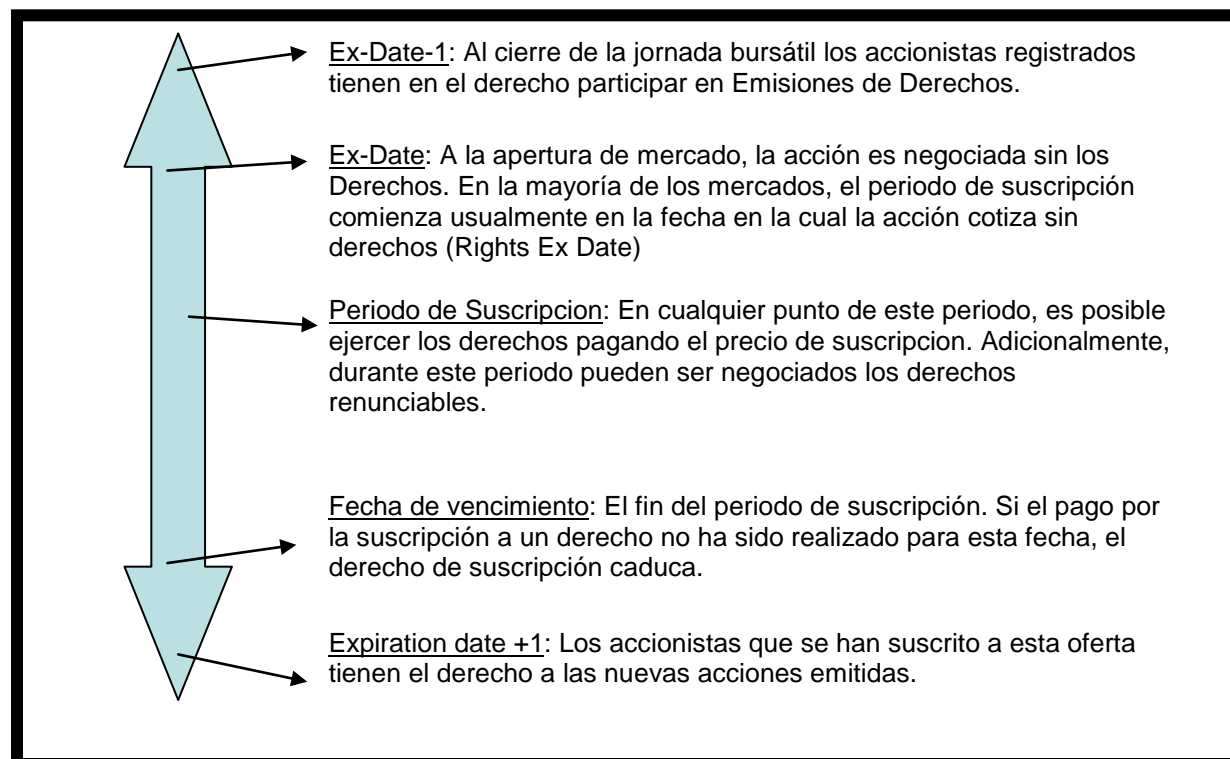 Ex-Date-1: Al cierre de la jornada bursátil los accionistas registrados
tienen en el derecho participar en Emisiones de Derechos.
Ex-Date: A la apertura de mercado, la acción es negociada sin los
Derechos. En la mayoría de los mercados, el periodo de suscripción
comienza usualmente en la fecha en la cual la acción cotiza sin
derechos (Rights Ex Date)
Periodo de Suscripcion: En cualquier punto de este periodo, es posible
ejercer los derechos pagando el precio de suscripcion. Adicionalmente,
durante este periodo pueden ser negociados los derechos
renunciables.
Fecha de vencimiento: El fin del periodo de suscripción. Si el pago por
la suscripción a un derecho no ha sido realizado para esta fecha, el
derecho de suscripción caduca.
Expiration date +1: Los accionistas que se han suscrito a esta oferta
tienen el derecho a las nuevas acciones emitidas.